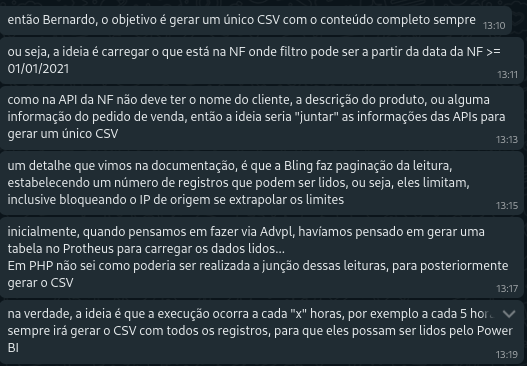 então Bernardo, o objetivo é gerar um único CSV com o conteúdo completo sempre 13:10
ou seja, a ideia é carregar o que está na NF onde filtro pode ser a partir da data da NF >=
01/01/2021 13:11
como na API da NF não deve ter o nome do cliente, a descrição do produto, ou alguma
informação do pedido de venda, então a ideia seria "juntar" as informações das APIs para
gerar um único CSV 13:13
um detalhe que vimos na documentação, é que a Bling faz paginação da leitura,
estabelecendo um número de registros que podem ser lidos, ou seja, eles limitam,
inclusive bloqueando o IP de origem se extrapolar os limites 13:15
inicialmente, quando pensamos em fazer via Advpl, havíamos pensado em gerar uma
tabela no Protheus para carregar os dados lidos...
Em PHP não sei como poderia ser realizada a junção dessas leituras, para posteriormente
gerar o CSV 13:17
na verdade, a ideia é que a execução ocorra a cada "x" horas, por exemplo a cada 5
sempre irá gerar o CSV com todos os registros, para que eles possam ser lidos pelo Power
BI 13:19